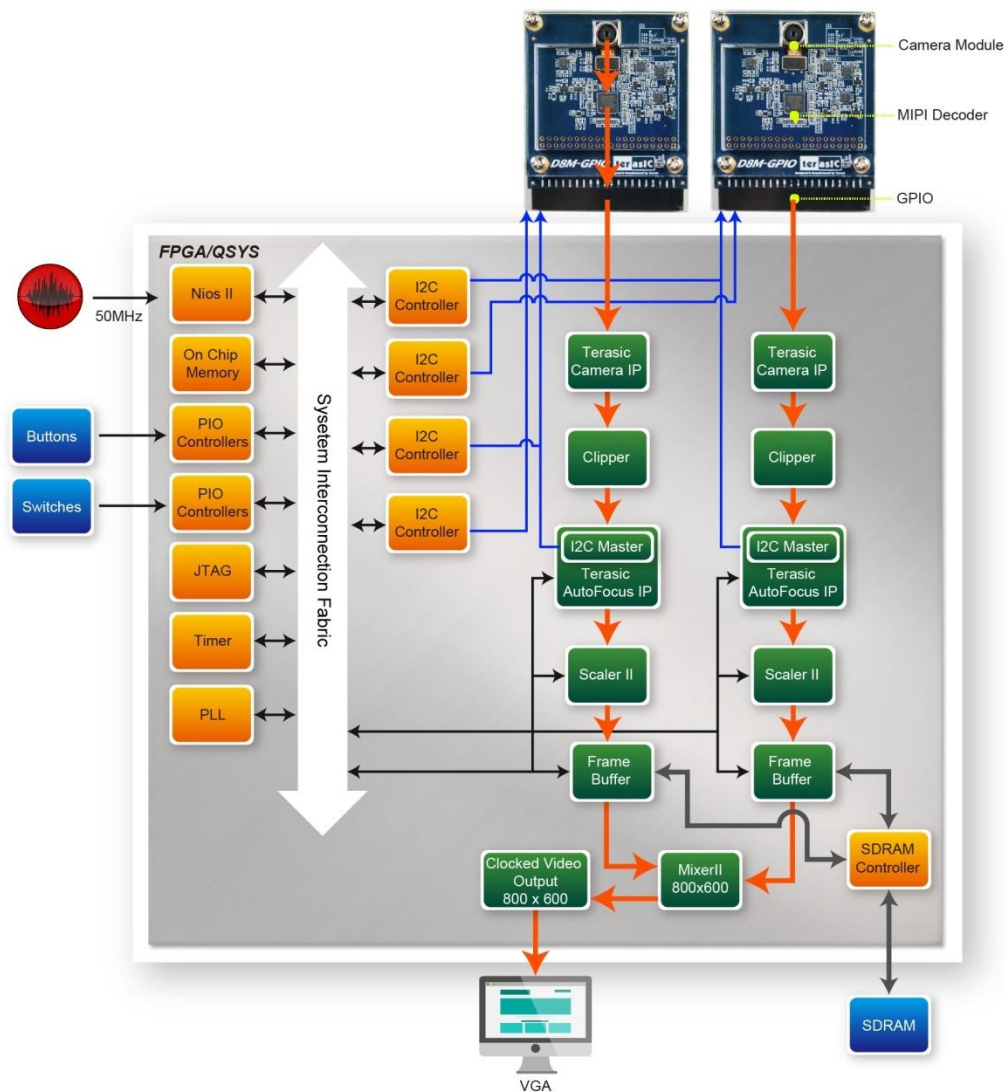 Camera Module
MIPI Decoder
D8M-GPIO
terasIC
D8M-GPIO
terasIC
GPIO
FPGA/QSYS
50MHz
Nios II
On Chip
Memory
Buttons
PIO
Controllers
Switches
PIO
Controllers
JTAG
Timer
PLL
Sysetem Interconnection Fabric
I2C
Controller
I2C
Controller
I2C
Controller
I2C
Controller
Terasic
Camera IP
Clipper
I2C Master
Terasic
AutoFocus IP
Scaler II
Frame
Buffer
Terasic
Camera IP
Clipper
I2C Master
Terasic
AutoFocus IP
Scaler II
Frame
Buffer
SDRAM
Controller
MixerII
800x600
Clocked Video
Output
800 x 600
SDRAM
VGA